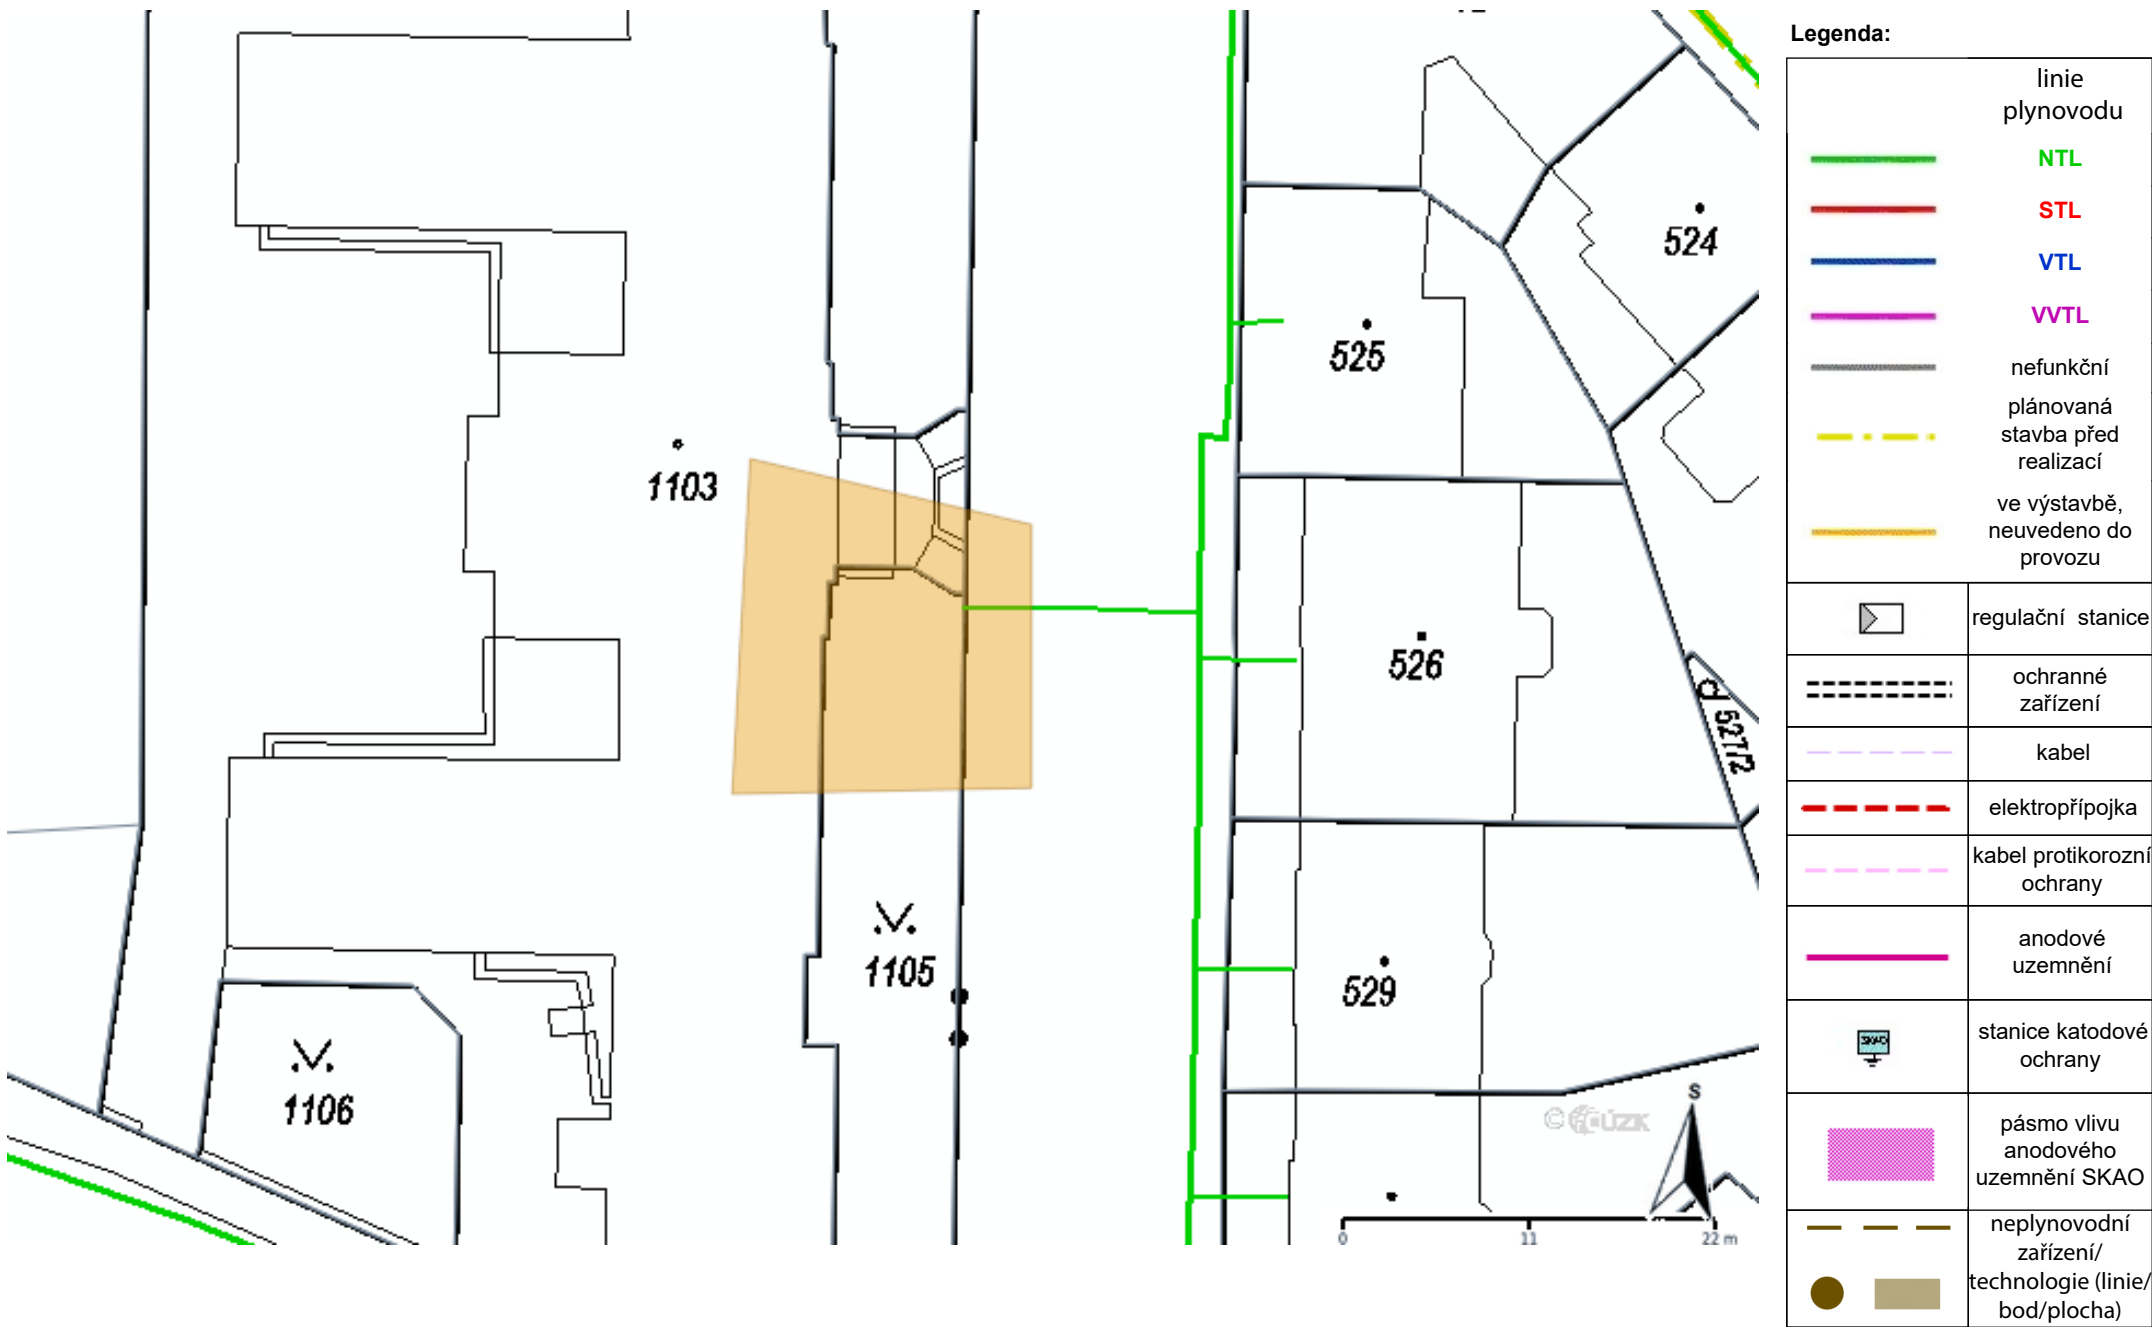 Legenda:
linie
plynovodu
NTL
STL
VTL
VVTL
nefunkční
plánovaná
stavba před
realizací
ve výstavbě,
neuvedeno do
provozu
regulační stanice
ochranné
zařízení
kabel
elektropřípojka
kabel protikorozní
ochrany
anodové
uzemnění
SKAO
stanice katodové
ochrany
pásmo vlivu
anodového
uzemnění SKAO
neplynovodní
zařízení/
technologie (linie/
bod/plocha)
524
525
1103
526
527/2
1105
529
1106
© ČÚZK
S
0 11 22 m